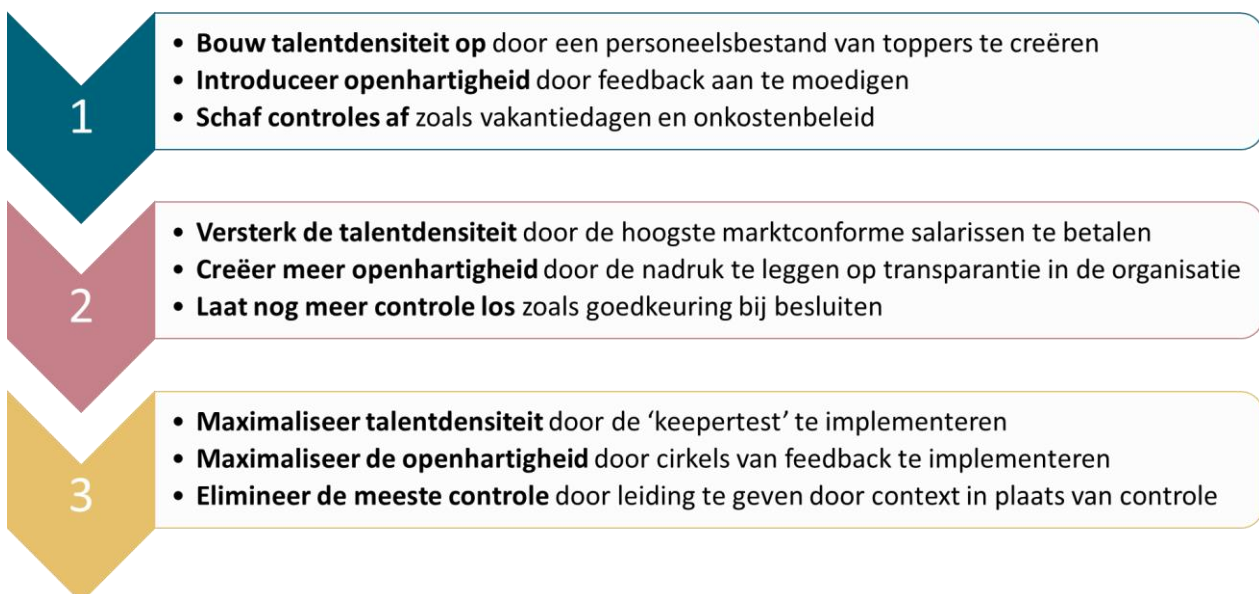 1
• Bouw talentdensiteit op door een personeelsbestand van toppers te creëren
• Introduceer openhartigheid door feedback aan te moedigen
• Schaf controles af zoals vakantiedagen en onkostenbeleid
2
• Versterk de talentdensiteit door de hoogste marktconforme salarissen te betalen
• Creëer meer openhartigheid door de nadruk te leggen op transparantie in de organisatie
• Laat nog meer controle los zoals goedkeuring bij besluiten
3
• Maximaliseer talentdensiteit door de ‘keepertest’ te implementeren
• Maximaliseer de openhartigheid door cirkels van feedback te implementeren
• Elimineer de meeste controle door leiding te geven door context in plaats van controle